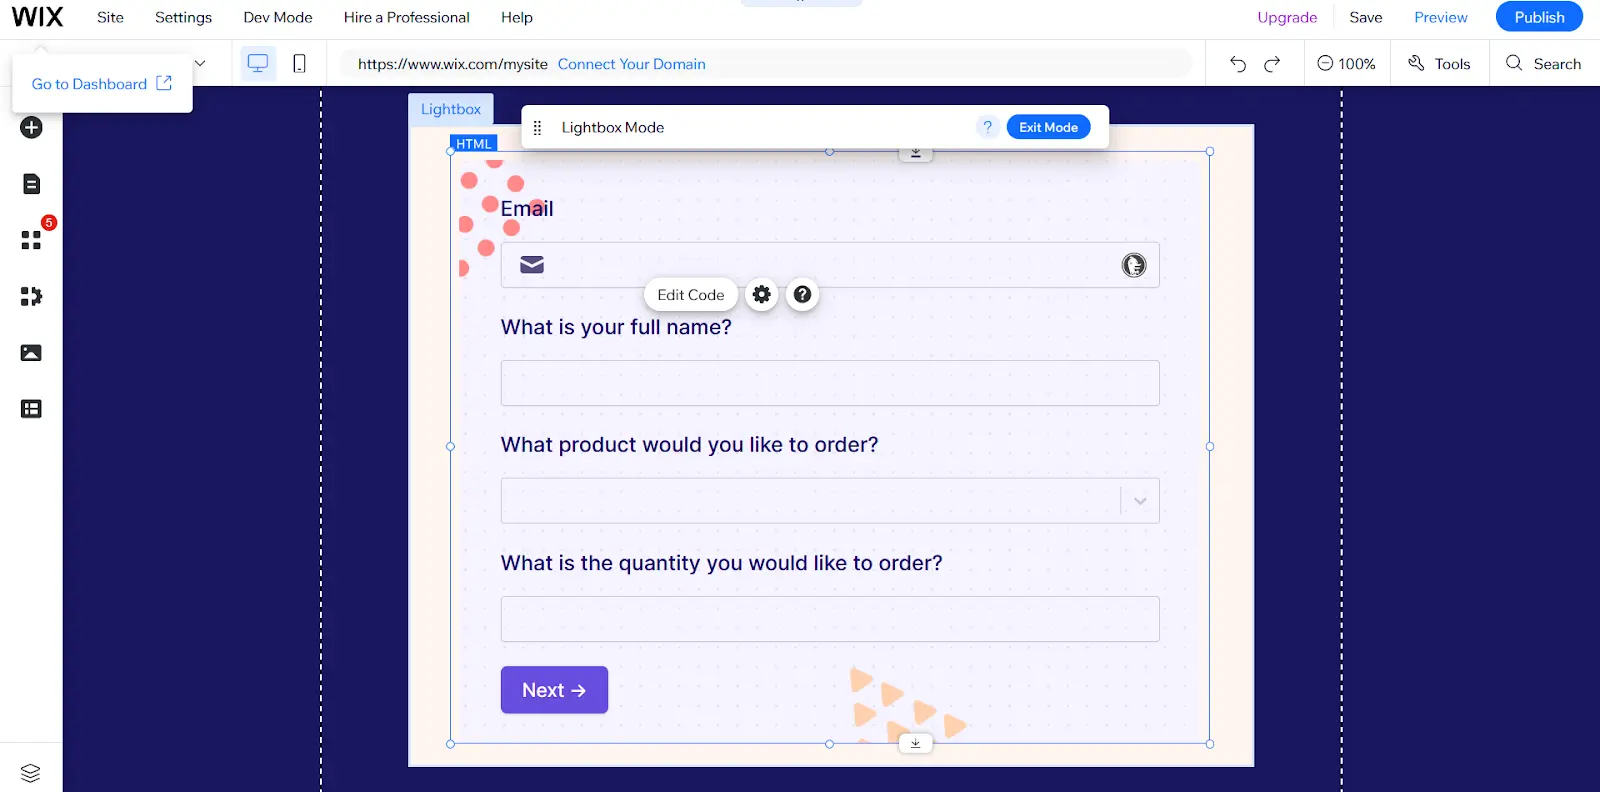 WIX Site Settings Dev Mode Hire a Professional Help Upgrade Save Preview Publish
Go to Dashboard
https://www.wix.com/mysite Connect Your Domain 100% Tools Search
Lightbox
Lightbox Mode ? Exit Mode
HTML
5
Email
Edit Code ?
What is your full name?
What product would you like to order?
What is the quantity you would like to order?
Next →